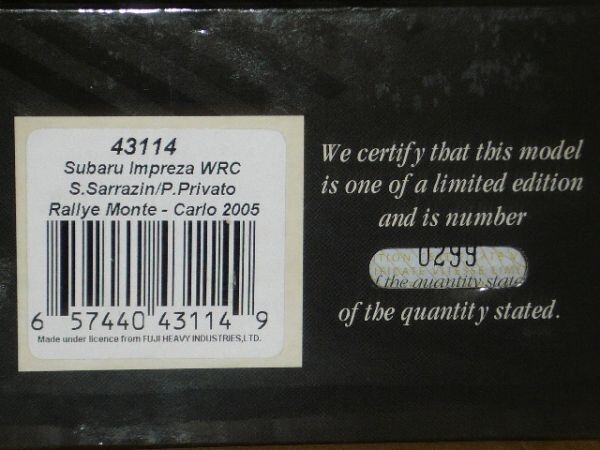 43114
Subaru Impreza WRC
S.Sarrazin/P.Privato
Rallye Monte - Carlo 2005
6 57440 43114 9
Made under licence from FUJI HEAVY INDUSTRIES,LTD.
We certify that this model
is one of a limited edition
and is number
0299
f the quantity state
of the quantity stated.